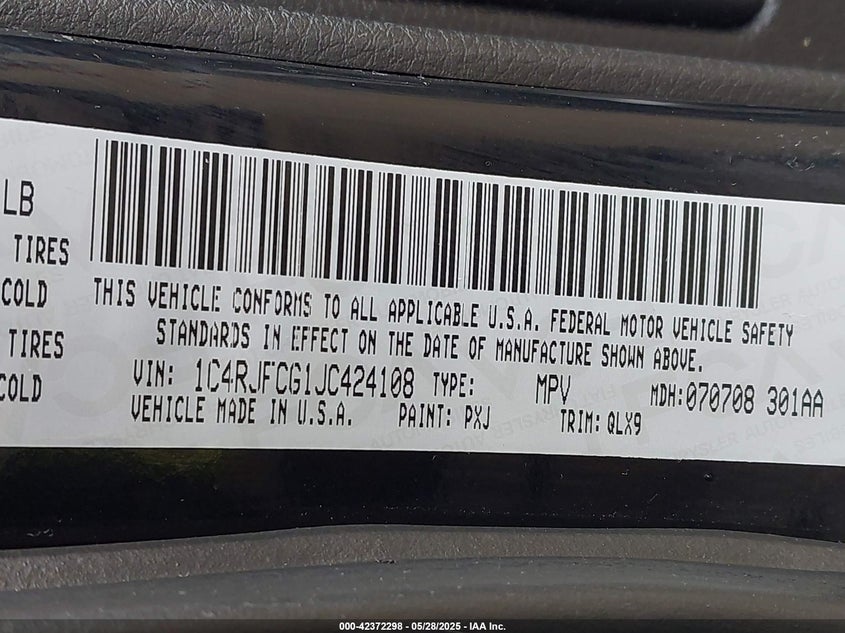 LB
TIRES
COLD
TIRES
COLD
THIS VEHICLE CONFORMS TO ALL APPLICABLE U.S.A. FEDERAL MOTOR VEHICLE SAFETY
STANDARDS IN EFFECT ON THE DATE OF MANUFACTURE SHOWN ABOVE.
VIN: 1C4RJFCG1JC424108 TYPE: MPV MDH:070708 301AA
VEHICLE MADE IN U.S.A. PAINT: PXJ TRIM: QLX9
000-42372298 - 05/28/2025 - IAA Inc.